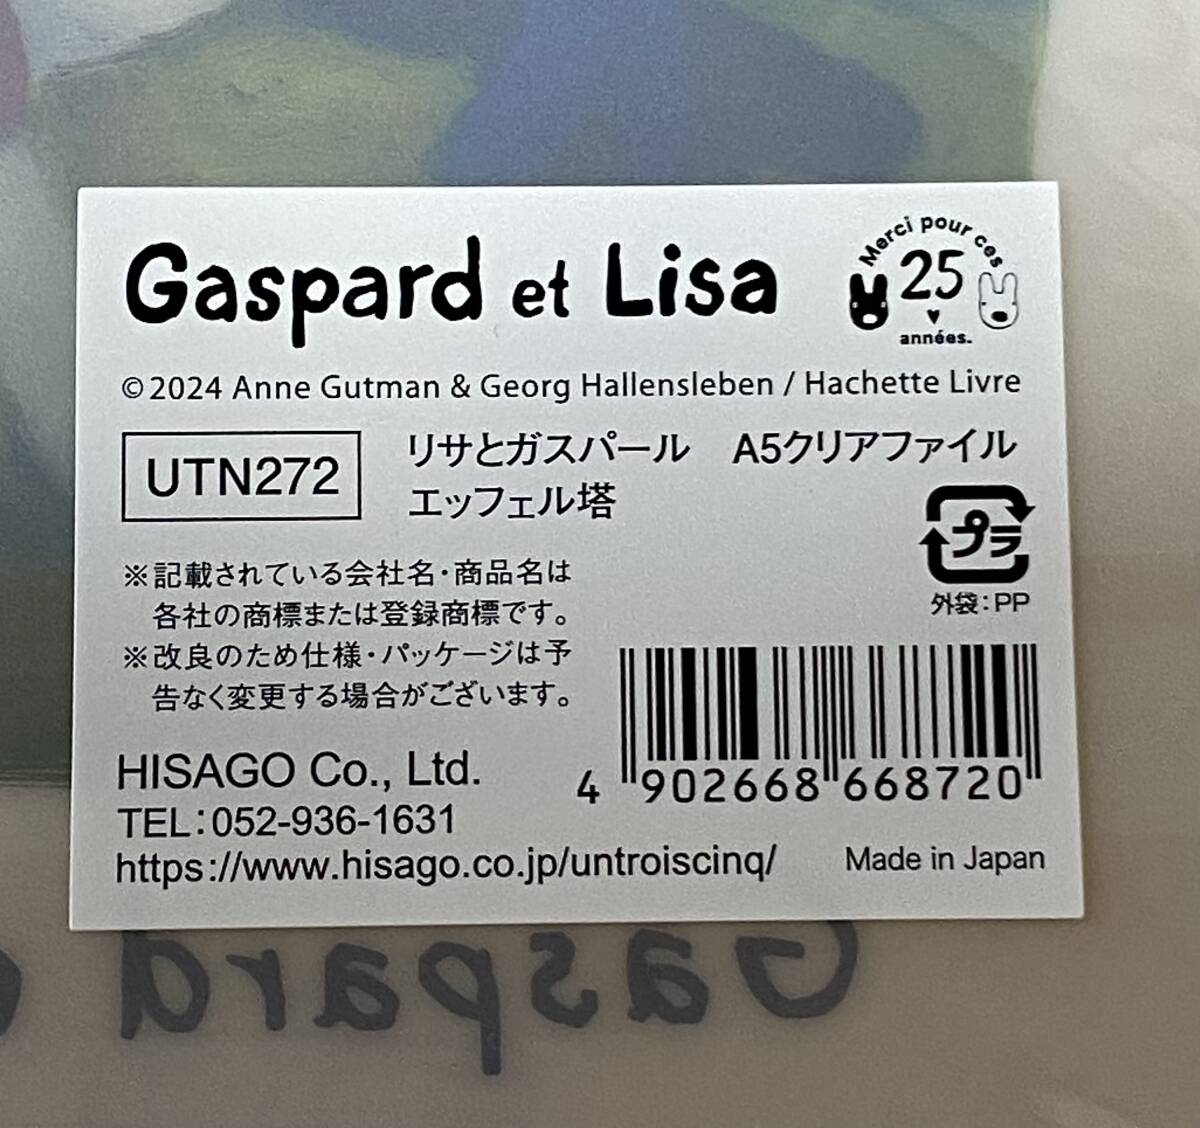 Gaspard et Lisa
Merci pour ces
25
années.
©2024 Anne Gutman & Georg Hallensleben / Hachette Livre
UTN272
リサとガスパール　A5クリアファイル
エッフェル塔
プラ
外袋：PP
※記載されている会社名・商品名は
各社の商標または登録商標です。
※改良のため仕様・パッケージは予
告なく変更する場合がございます。
HISAGO Co., Ltd.
TEL：052-936-1631
https://www.hisago.co.jp/untroiscinq/
4 902668 668720
Made in Japan
Gaspard